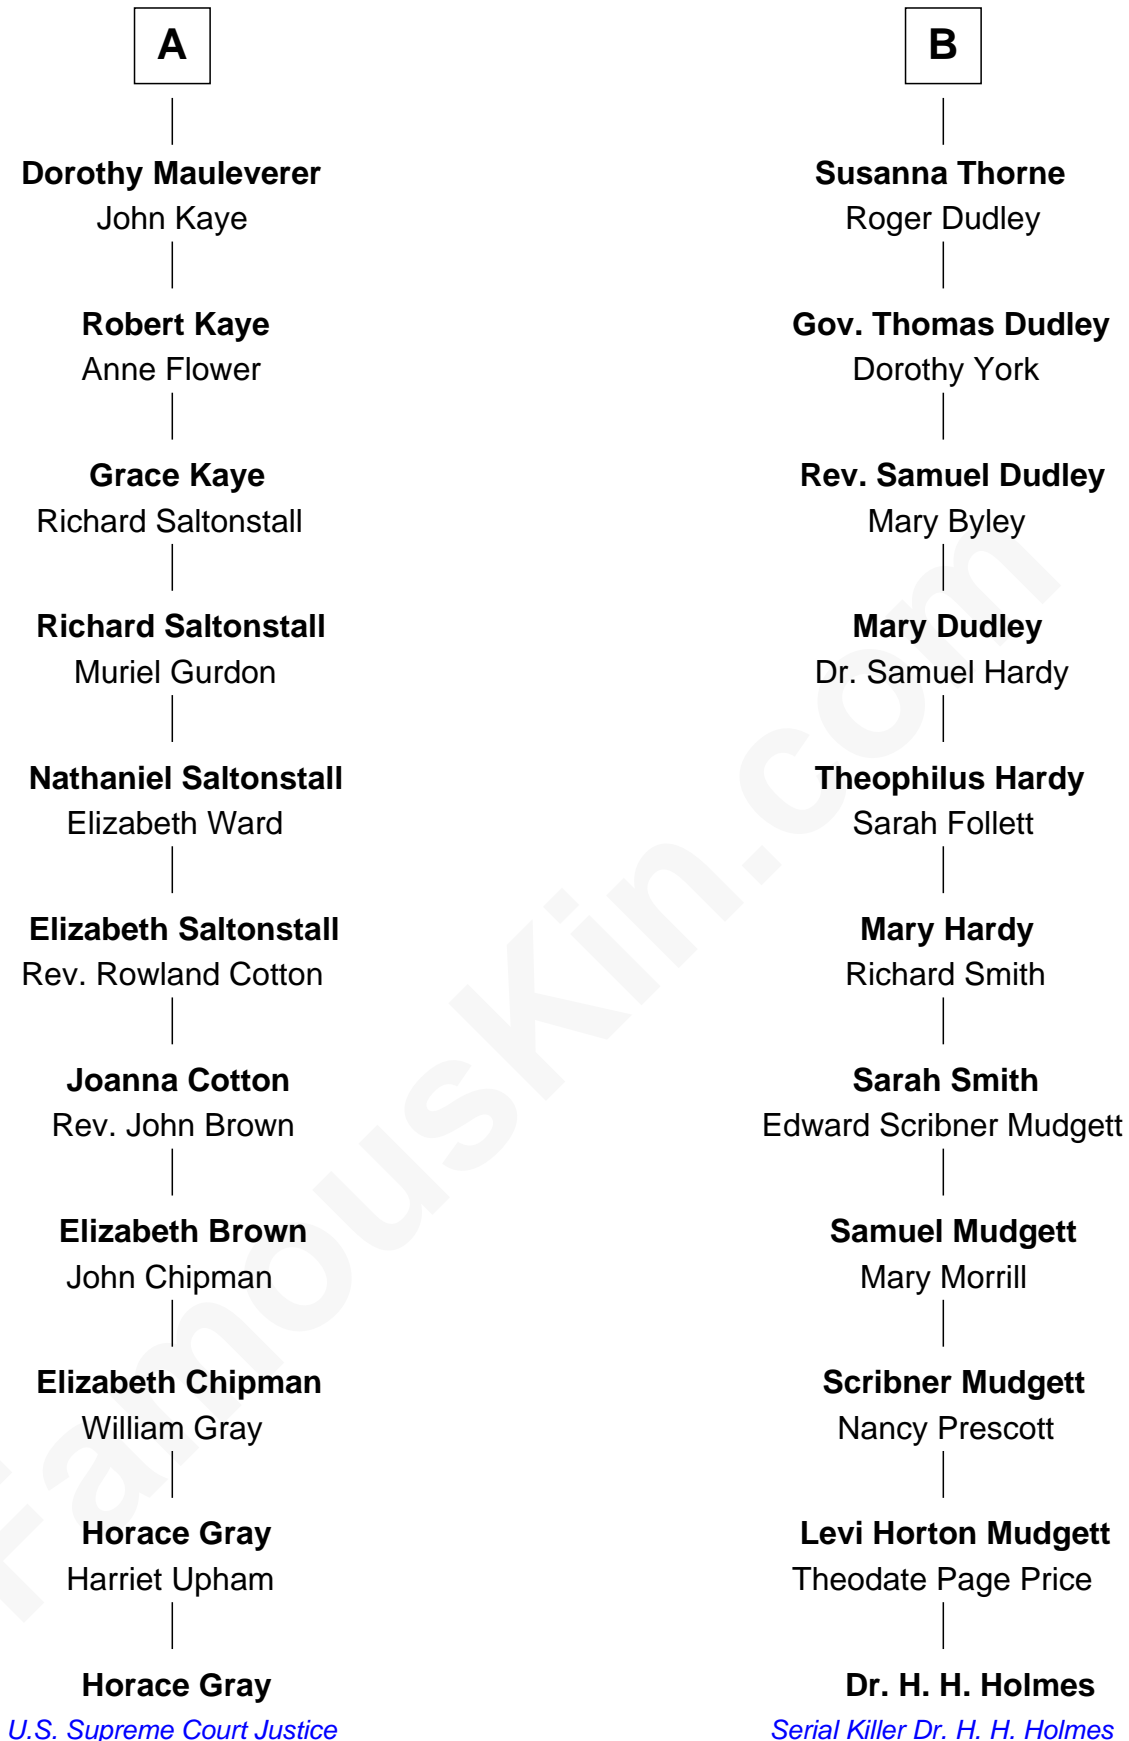 A
Dorothy Mauleverer
John Kaye
Robert Kaye
Anne Flower
Grace Kaye
Richard Saltonstall
Richard Saltonstall
Muriel Gurdon
Nathaniel Saltonstall
Elizabeth Ward
Elizabeth Saltonstall
Rev. Rowland Cotton
Joanna Cotton
Rev. John Brown
Elizabeth Brown
John Chipman
Elizabeth Chipman
William Gray
Horace Gray
Harriet Upham
Horace Gray
U.S. Supreme Court Justice
B
Susanna Thorne
Roger Dudley
Gov. Thomas Dudley
Dorothy York
Rev. Samuel Dudley
Mary Byley
Mary Dudley
Dr. Samuel Hardy
Theophilus Hardy
Sarah Follett
Mary Hardy
Richard Smith
Sarah Smith
Edward Scribner Mudgett
Samuel Mudgett
Mary Morrill
Scribner Mudgett
Nancy Prescott
Levi Horton Mudgett
Theodate Page Price
Dr. H. H. Holmes
Serial Killer Dr. H. H. Holmes
FamousKin.com